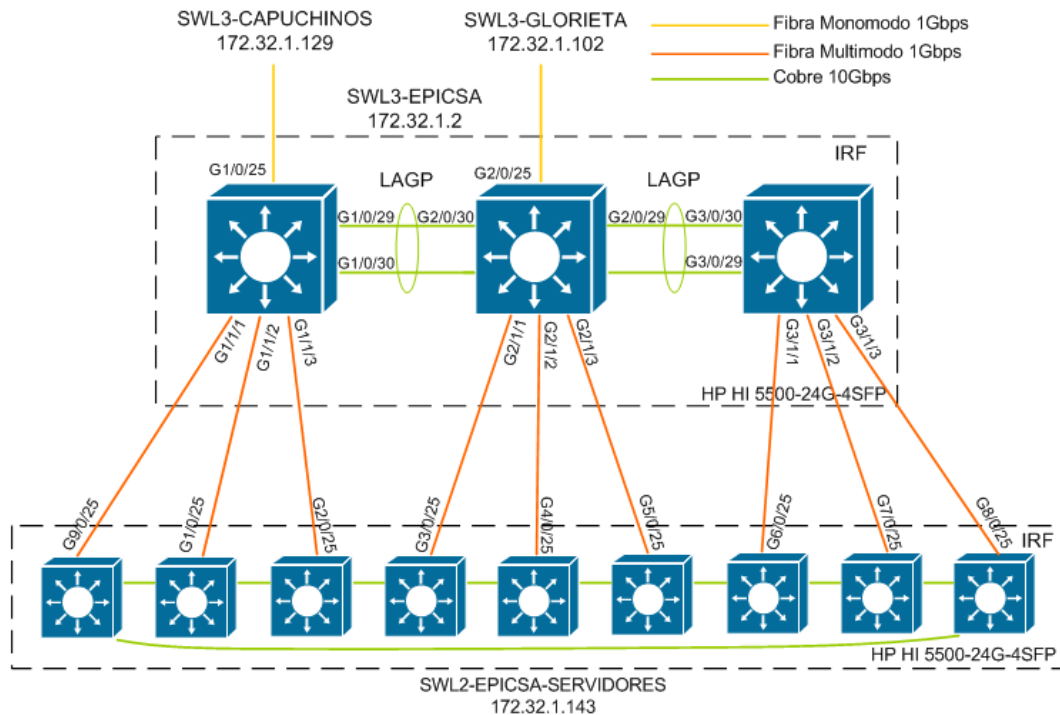 SWL3-CAPUCHINOS
172.32.1.129
SWL3-GLORIETA
172.32.1.102
Fibra Monomodo 1Gbps
Fibra Multimodo 1Gbps
Cobre 10Gbps
SWL3-EPICSA
172.32.1.2
IRF
G1/0/25
LAGP
G2/0/25
LAGP
G1/0/29
G2/0/30
G2/0/29
G3/0/30
G1/0/30
G3/0/29
G1/1/1
G1/1/2
G1/1/3
G2/1/1
G2/1/2
G2/1/3
G3/1/1
G3/1/2
G3/1/3
HP HI 5500-24G-4SFP
G9/0/25
G1/0/25
G2/0/25
G3/0/25
G4/0/25
G5/0/25
G6/0/25
G7/0/25
G8/0/25
IRF
HP HI 5500-24G-4SFP
SWL2-EPICSA-SERVIDORES
172.32.1.143